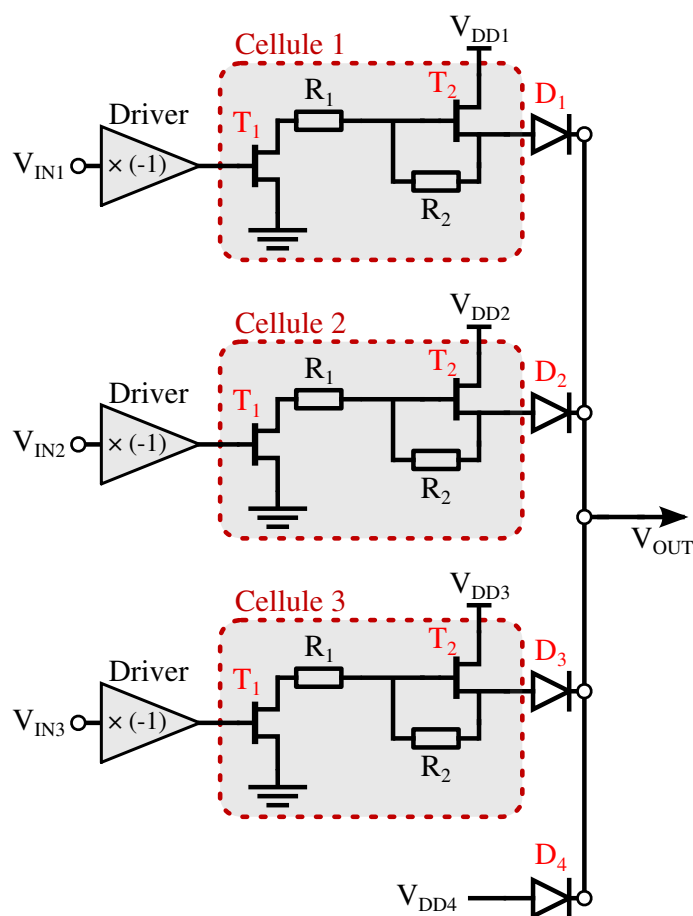 V_DD1
Cellule 1
R_1
T_2
D_1
Driver
T_1
V_IN1
× (-1)
R_2
V_DD2
Cellule 2
R_1
T_2
D_2
Driver
T_1
V_IN2
× (-1)
R_2
V_OUT
V_DD3
Cellule 3
R_1
T_2
D_3
Driver
T_1
V_IN3
× (-1)
R_2
D_4
V_DD4